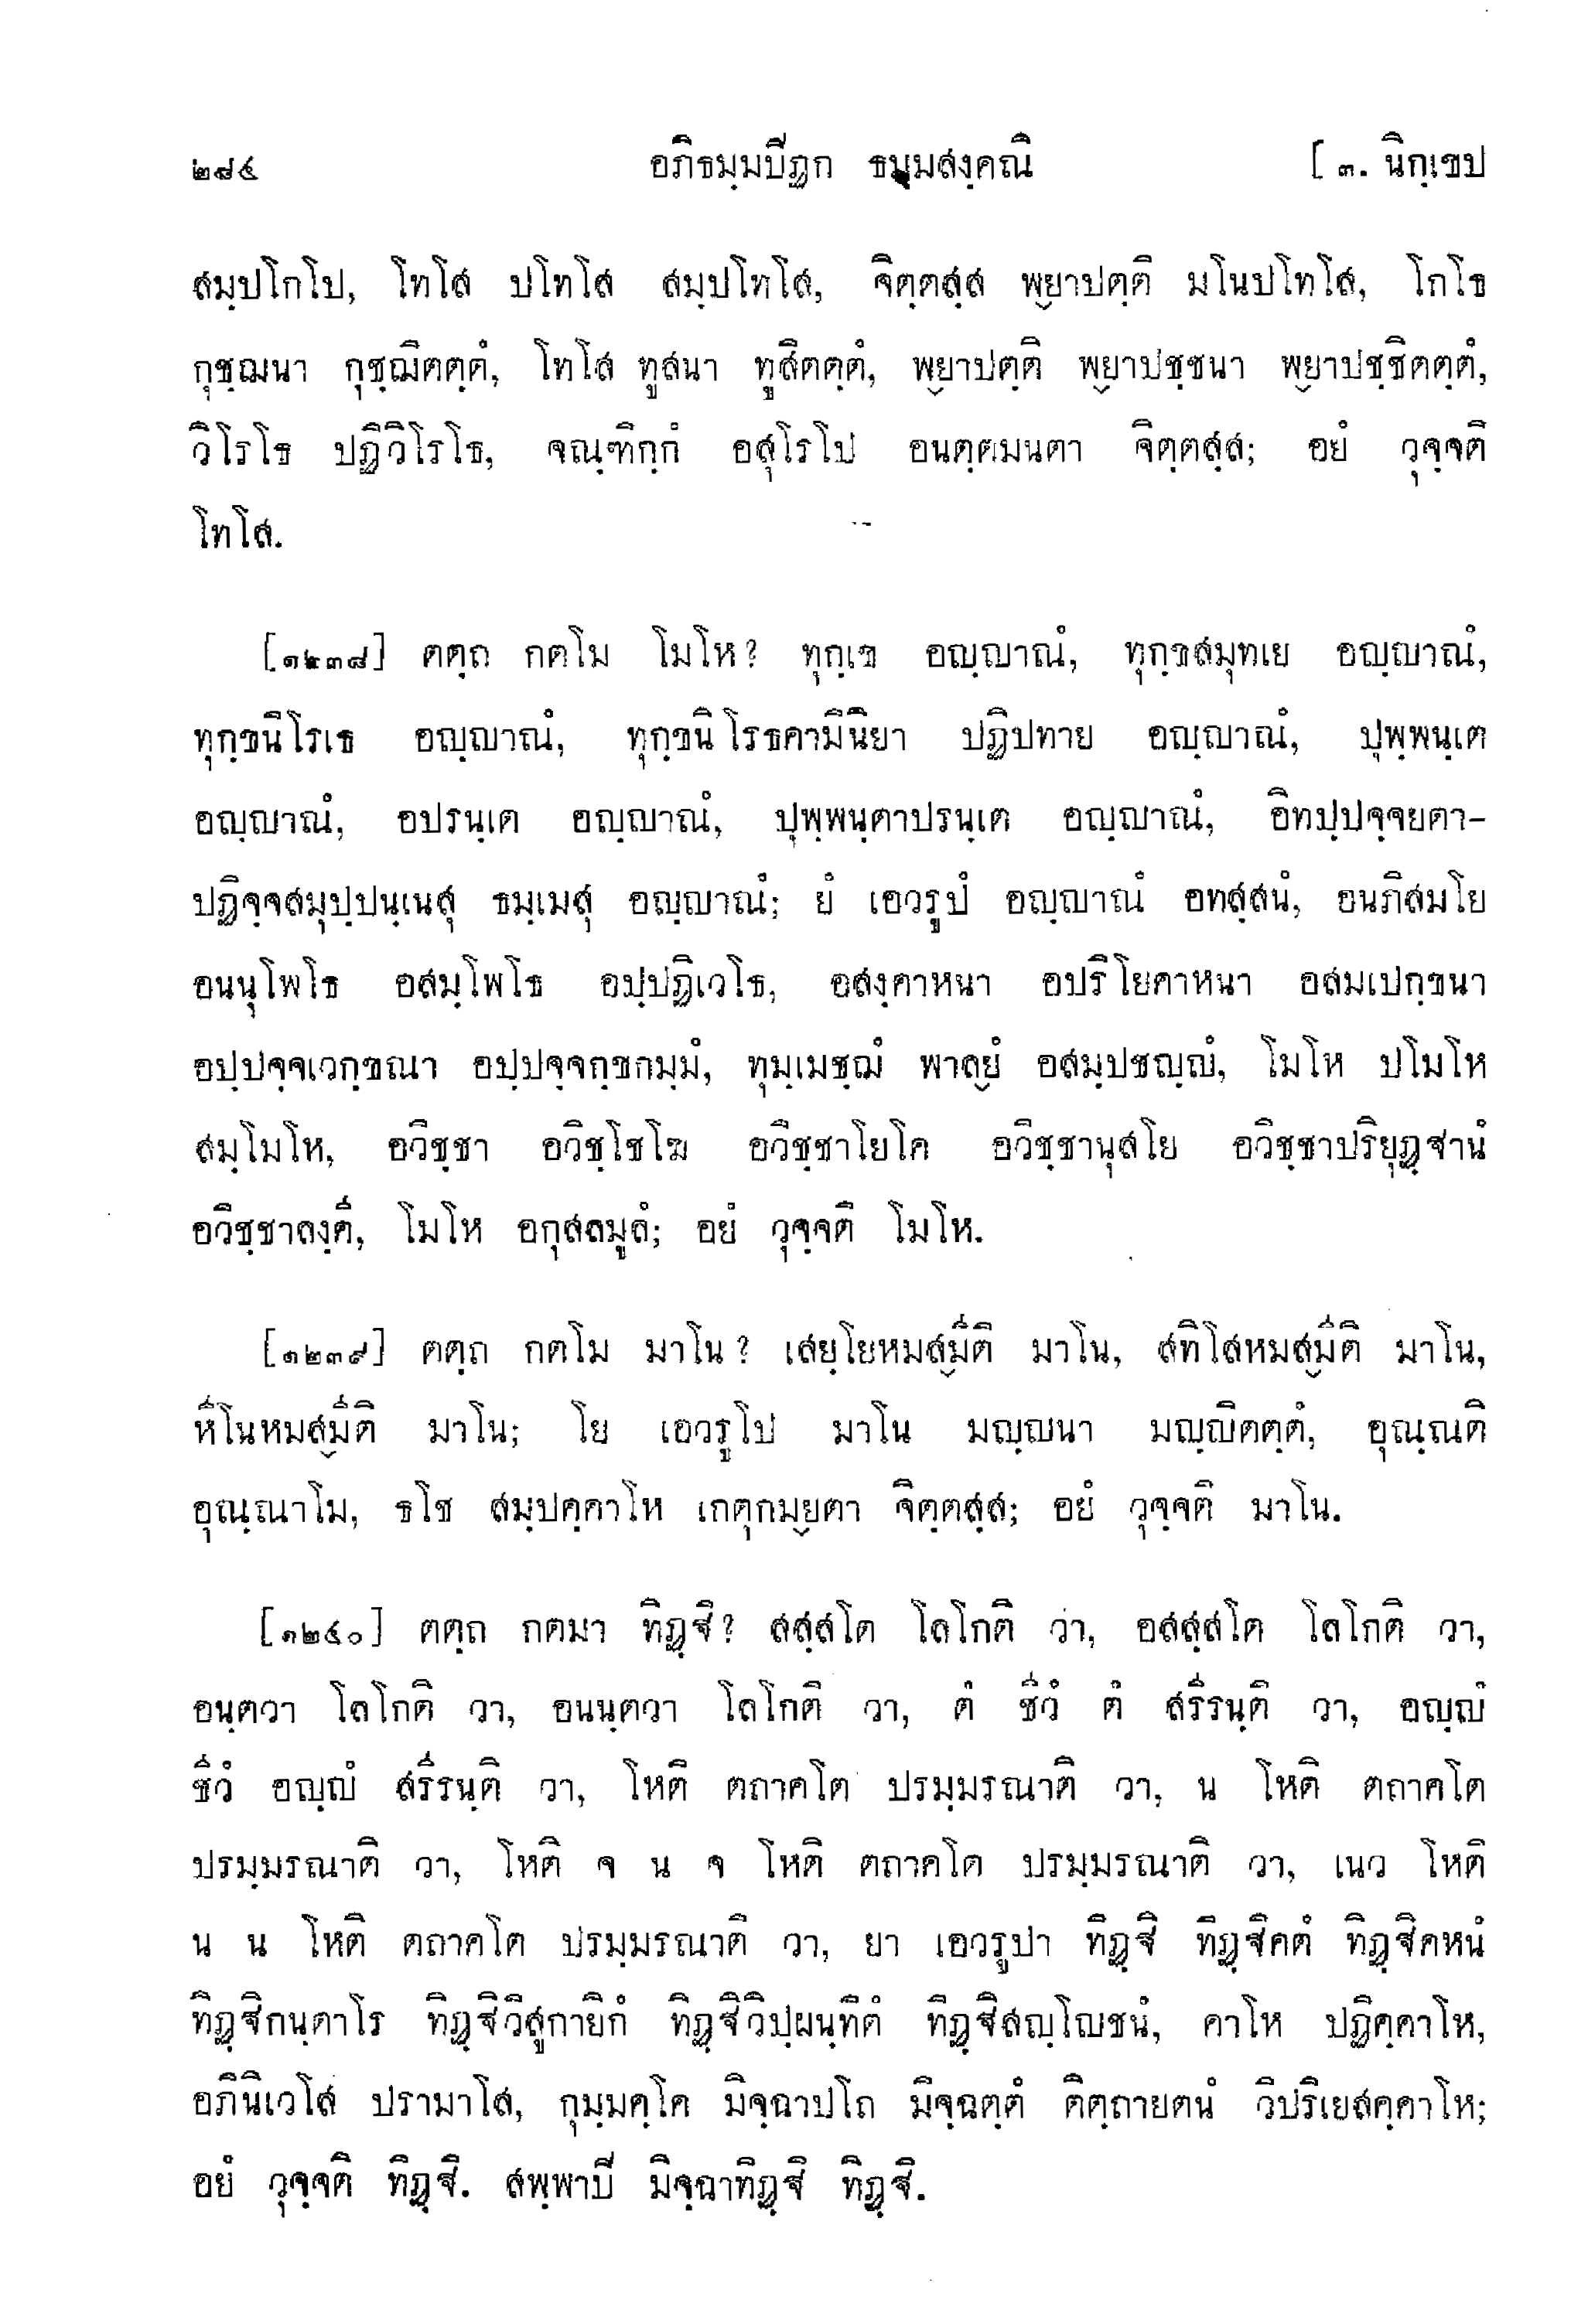 ๒๘๔ อภิธมฺมปีฏก ธมฺมสงฺคณิ [ ๓. นิกฺเขป
สมฺปโกโป, โทโส ปโทโส สมฺปโทโส, จิตฺตสฺส พฺยาปตฺติ มโนปโทโส, โกโธ
กุชฺฌนา กุชฺฌิตตฺตํ, โทโส ทูสนา ทูสิตตฺตํ, พฺยาปตฺติ พฺยาปชฺชนา พฺยาปชฺชิตตฺตํ,
วิโรโธ ปฏิวิโรโธ, จณฺฑิกฺกํ อสุโรโป อนตฺตมนตา จิตฺตสฺส; อยํ วุจฺจติ
โทโส.
[๑๒๓๘] ตตฺถ กตโม โมโห? ทุกฺเข อญฺญาณํ, ทุกฺขสมุทเย อญฺญาณํ,
ทุกฺขนิโรเธ อญฺญาณํ, ทุกฺขนิโรธคามินิยา ปฏิปทาย อญฺญาณํ, ปุพฺพนฺเต
อญฺญาณํ, อปรนฺเต อญฺญาณํ, ปุพฺพนฺตาปรนฺเต อญฺญาณํ, อิทปฺปจฺจยตา-
ปฏิจฺจสมุปฺปนฺเนสุ ธมฺเมสุ อญฺญาณํ; ยํ เอวรูปํ อญฺญาณํ อทสฺสนํ, อนภิสมโย
อนนุโพโธ อสมฺโพโธ อปฺปฏิเวโธ, อสงฺคาหนา อปริโยคาหนา อสมเปกฺขนา
อปฺปจฺจเวกฺขณา อปฺปจฺจกฺขกมฺมํ, ทุมฺเมชฺฌํ พาลฺยํ อสมฺปชญฺญํ, โมโห ปโมโห
สมฺโมโห, อวิชฺชา อวิชฺโชโฆ อวิชฺชาโยโค อวิชฺชานุสโย อวิชฺชาปริยุฏฺฐานํ
อวิชฺชาลงฺคี, โมโห อกุสลมูลํ; อยํ วุจฺจติ โมโห.
[๑๒๓๙] ตตฺถ กตโม มาโน? เสยฺโยหมสฺมีติ มาโน, สทิโสหมสฺมีติ มาโน,
หีโนหมสฺมีติ มาโน; โย เอวรูโป มาโน มญฺญนา มญฺญิตตฺตํ, อุณฺณติ
อุณฺณาโม, ธโช สมฺปคฺคาโห เกตุกมฺยตา จิตฺตสฺส; อยํ วุจฺจติ มาโน.
[๑๒๔๐] ตตฺถ กตมา ทิฏฺฐิ? สสฺสโต โลโกติ วา, อสสฺสโต โลโกติ วา,
อนฺตวา โลโกติ วา, อนนฺตวา โลโกติ วา, ตํ ชีวํ ตํ สรีรนฺติ วา, อญฺญํ
ชีวํ อญฺญํ สรีรนฺติ วา, โหติ ตถาคโต ปรมฺมรณาติ วา, น โหติ ตถาคโต
ปรมฺมรณาติ วา, โหติ จ น จ โหติ ตถาคโต ปรมฺมรณาติ วา, เนว โหติ
น น โหติ ตถาคโต ปรมฺมรณาติ วา, ยา เอวรูปา ทิฏฺฐิ ทิฏฺฐิคตํ ทิฏฺฐิคหนํ
ทิฏฺฐิกนฺตาโร ทิฏฺฐิวิสูกายิกํ ทิฏฺฐิวิปฺผนฺทิตํ ทิฏฺฐิสญฺโญชนํ, คาโห ปฏิคฺคาโห,
อภินิเวโส ปรามาโส, กุมฺมคฺโค มิจฺฉาปโถ มิจฺฉตฺตํ ติตฺถายตนํ วิปริเยสคฺคาโห;
อยํ วุจฺจติ ทิฏฺฐิ. สพฺพาปิ มิจฺฉาทิฏฺฐิ ทิฏฺฐิ.